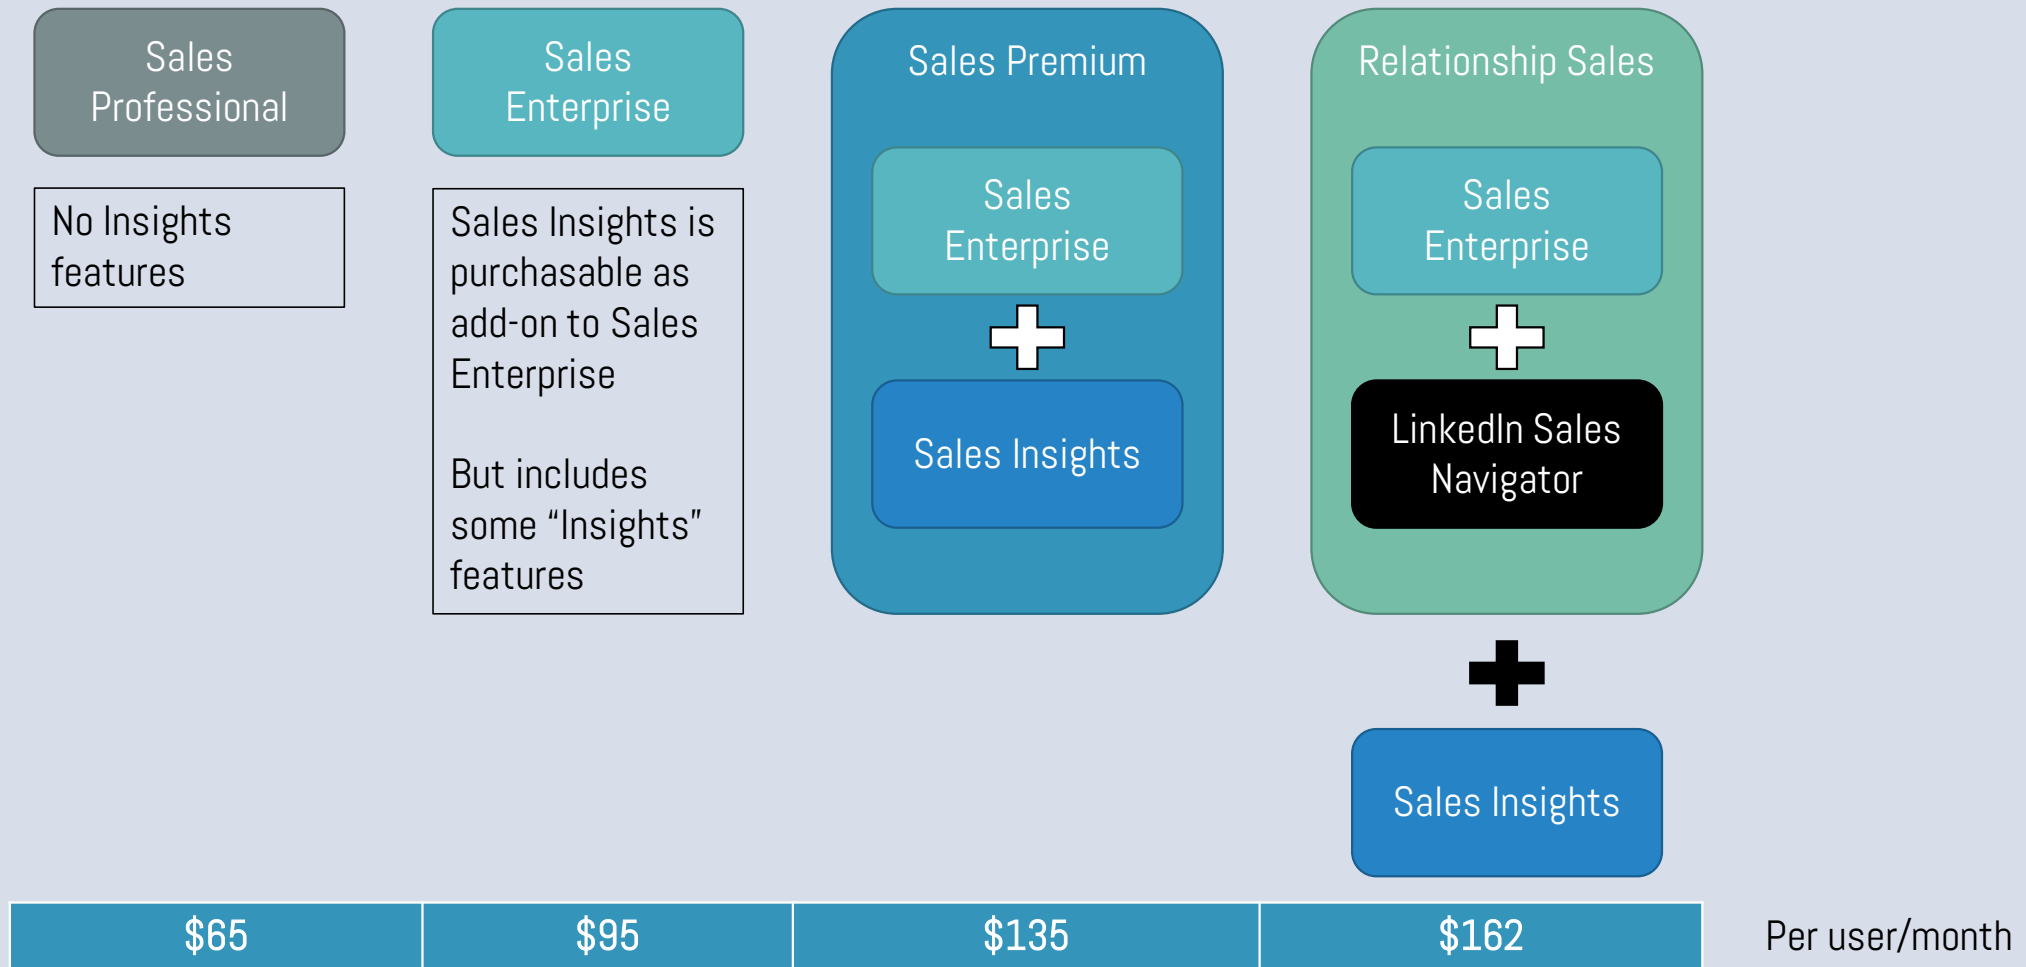 Sales
Professional
No Insights
features
Sales
Enterprise
Sales Insights is
purchasable as
add-on to Sales
Enterprise
But includes
some “Insights”
features
Sales Premium
Sales
Enterprise
Sales Insights
Relationship Sales
Sales
Enterprise
LinkedIn Sales
Navigator
Sales Insights
$65
$95
$135
$162
Per user/month